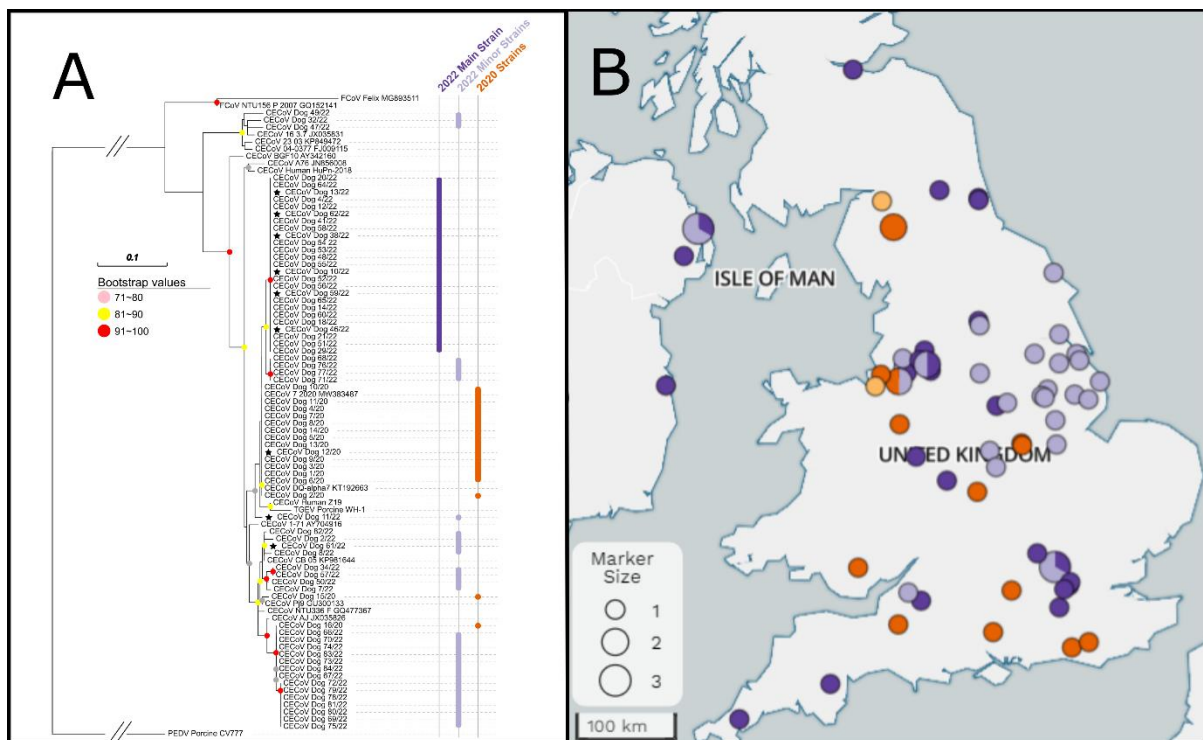 A
2022 Main Strain
2022 Minor Strains
2020 Strains
FCoV Felix MG893511
FCoV NTU156 P 2007 GQ152141
CECoV Dog 49/22
CECoV Dog 32/22
CECoV Dog 47/22
CECoV 16 3.7 JX035831
CECoV 23 03 KP849472
CECoV 04-0377 FJ009115
CECoV BGF10 AY342160
CECoV A76 JN856008
CECoV Human HuPn-2018
CECoV Dog 20/22
CECoV Dog 64/22
CECoV Dog 13/22
CECoV Dog 4/22
CECoV Dog 12/22
CECoV Dog 62/22
CECoV Dog 41/22
CECoV Dog 58/22
CECoV Dog 38/22
CECoV Dog 54 22
CECoV Dog 53/22
CECoV Dog 48/22
CECoV Dog 55/22
CECoV Dog 10/22
CECoV Dog 52/22
CECoV Dog 56/22
CECoV Dog 59/22
CECoV Dog 65/22
CECoV Dog 14/22
CECoV Dog 60/22
CECoV Dog 18/22
CECoV Dog 46/22
CECoV Dog 21/22
CECoV Dog 51/22
CECoV Dog 29/22
CECoV Dog 68/22
CECoV Dog 76/22
CECoV Dog 77/22
CECoV Dog 71/22
CECoV Dog 10/20
CECoV 7 2020 MW383487
CECoV Dog 11/20
CECoV Dog 4/20
CECoV Dog 7/20
CECoV Dog 8/20
CECoV Dog 14/20
CECoV Dog 5/20
CECoV Dog 13/20
CECoV Dog 12/20
CECoV Dog 9/20
CECoV Dog 3/20
CECoV Dog 1/20
CECoV Dog 6/20
CECoV DQ-alpha7 KT192663
CECoV Dog 2/20
CECoV Human Z19
TGEV Porcine WH-1
CECoV Dog 11/22
CECoV 1-71 AY704916
CECoV Dog 82/22
CECoV Dog 2/22
CECoV Dog 61/22
CECoV Dog 8/22
CECoV CB 05 KP981644
CECoV Dog 34/22
CECoV Dog 57/22
CECoV Dog 50/22
CECoV Dog 7/22
CECoV Dog 15/20
CECoV Pj9 GU300133
CECoV NTU336 F GQ477367
CECoV AJ JX035826
CECoV Dog 16/20
CECoV Dog 66/22
CECoV Dog 70/22
CECoV Dog 74/22
CECoV Dog 83/22
CECoV Dog 73/22
CECoV Dog 84/22
CECoV Dog 67/22
CECoV Dog 72/22
CECoV Dog 79/22
CECoV Dog 78/22
CECoV Dog 81/22
CECoV Dog 80/22
CECoV Dog 69/22
CECoV Dog 75/22
PEDV Porcine CV777
0.1
Bootstrap values
71~80
81~90
91~100
B
ISLE OF MAN
UNITED KINGDOM
Marker
Size
1
2
3
100 km